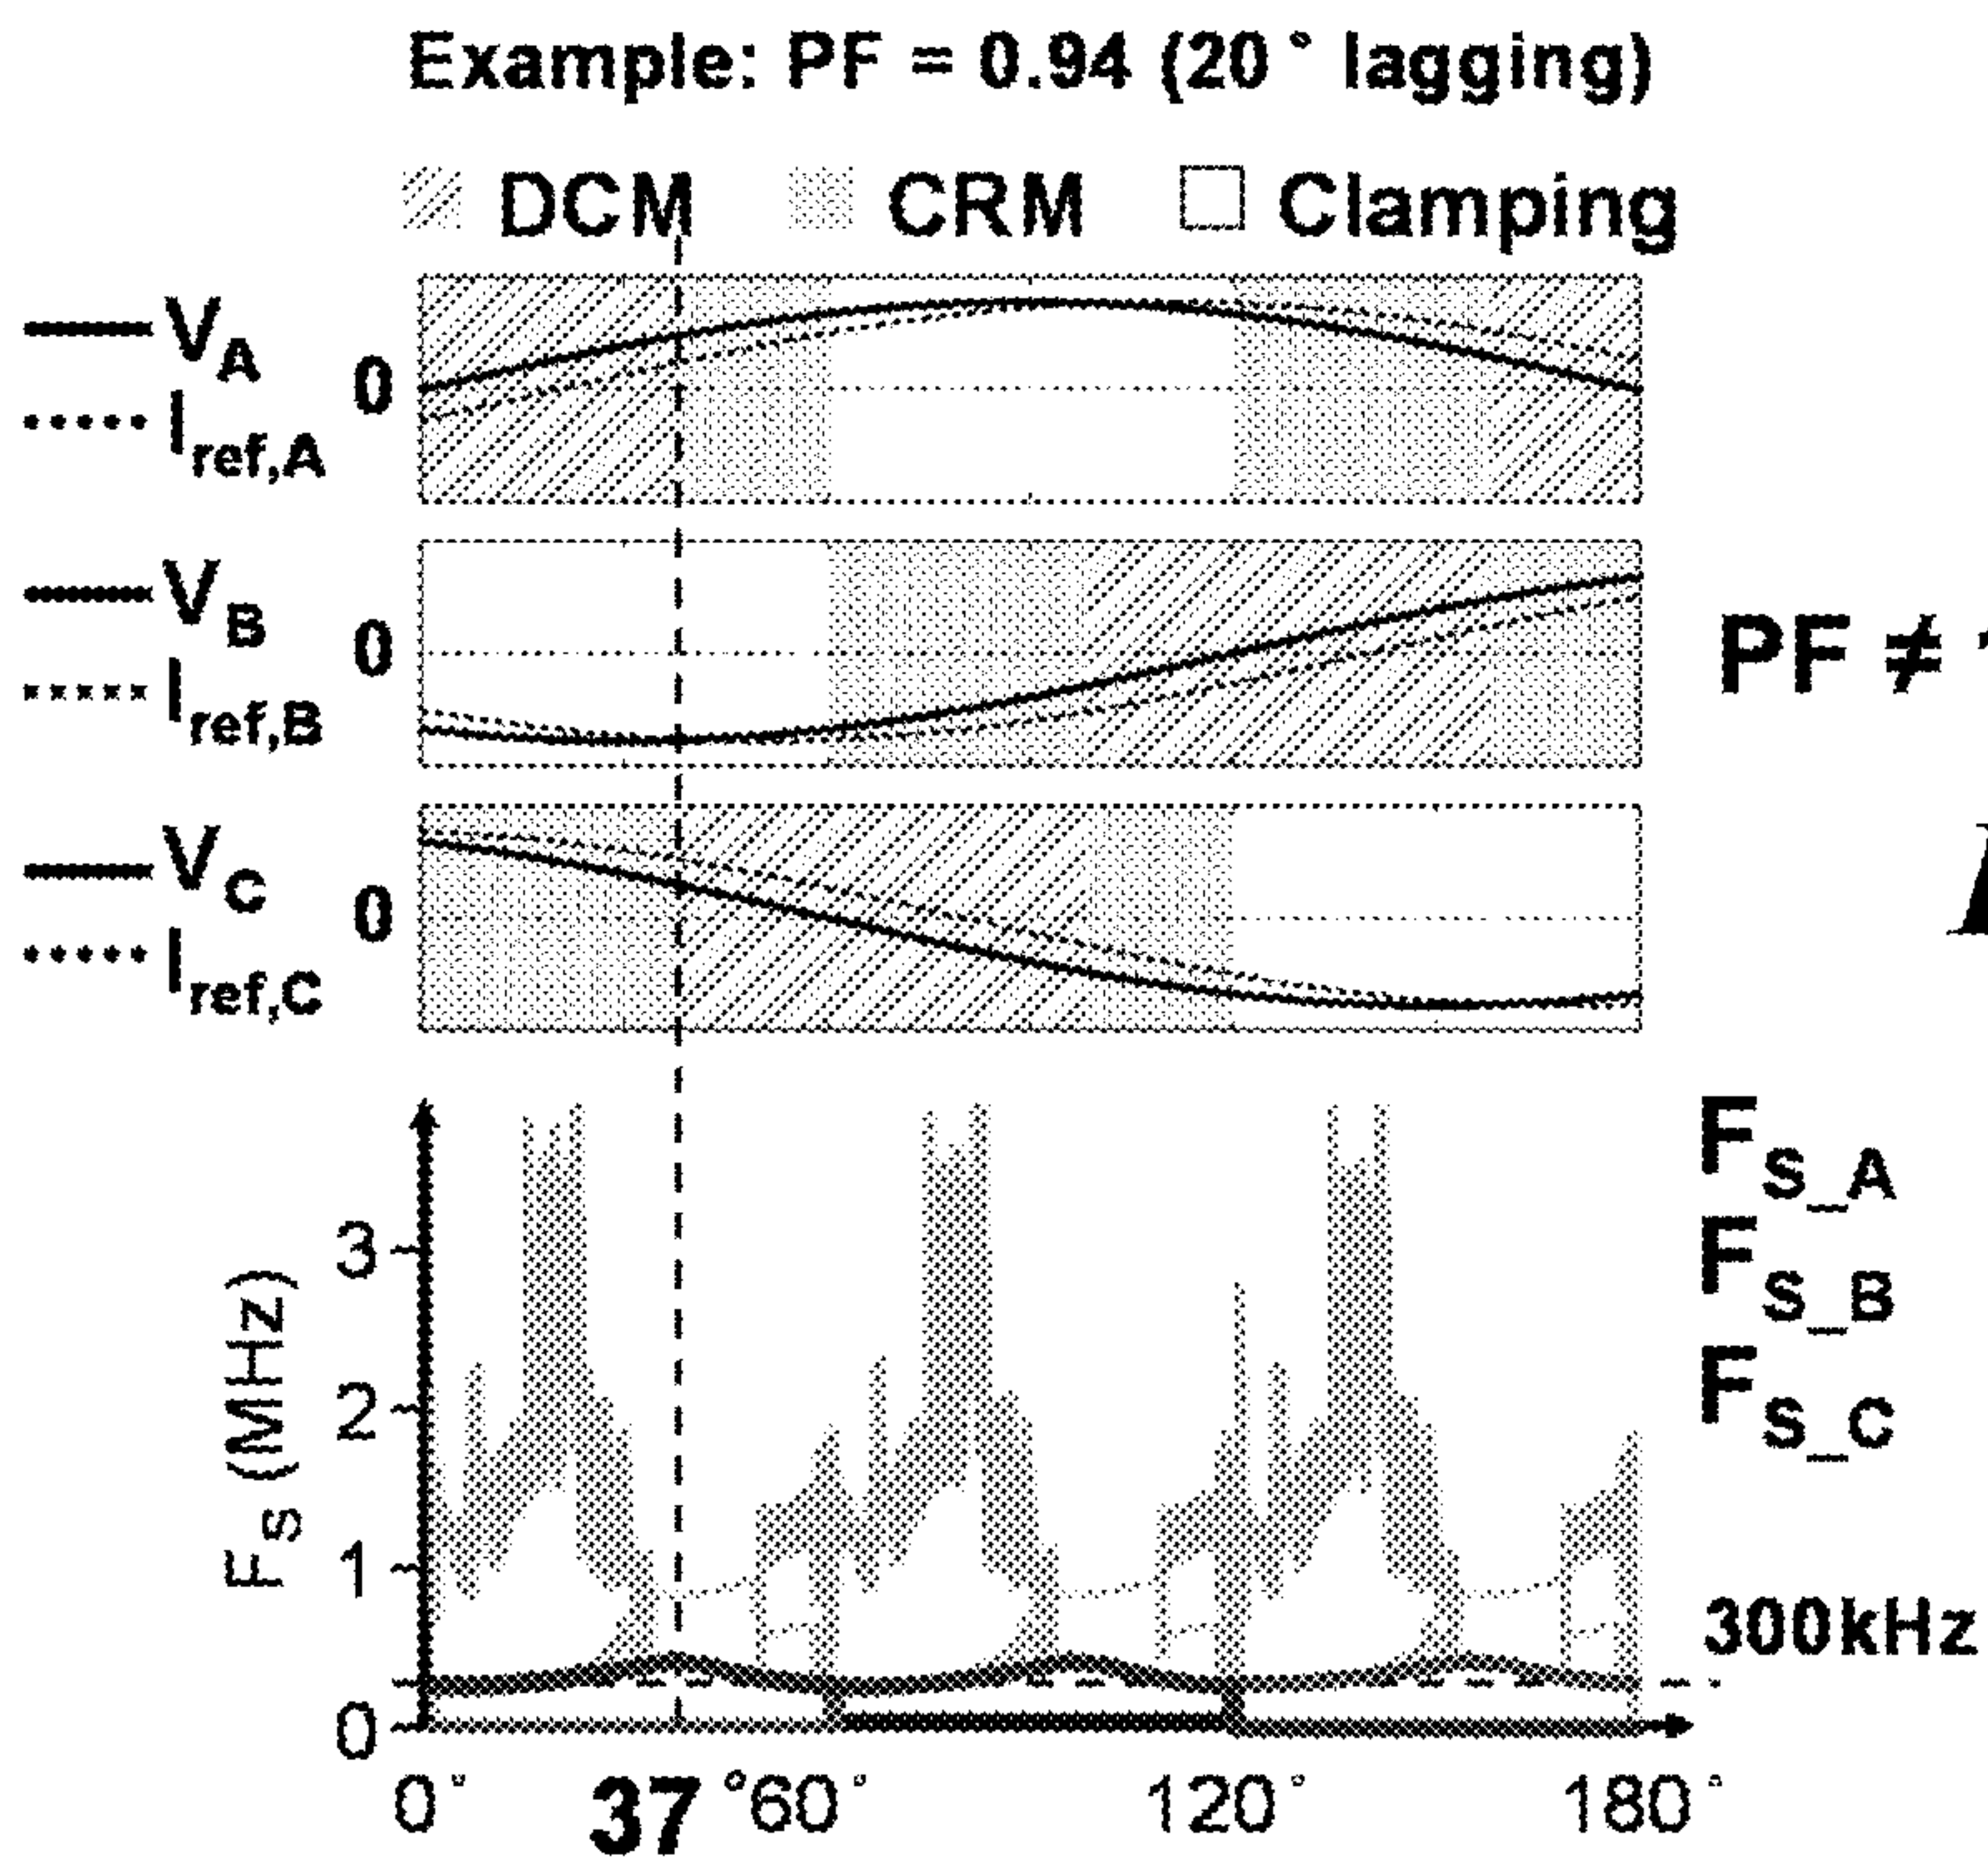 Example: PF = 0.94 (20° lagging)
DCM CRM Clamping
V_A
I_ref,A
0
V_B
I_ref,B
0
PF ≠
V_C
I_ref,C
0
F_S (MHz)
3
2
1
0
F_S_A
F_S_B
F_S_C
300kHz
0° 37° 60° 120° 180°